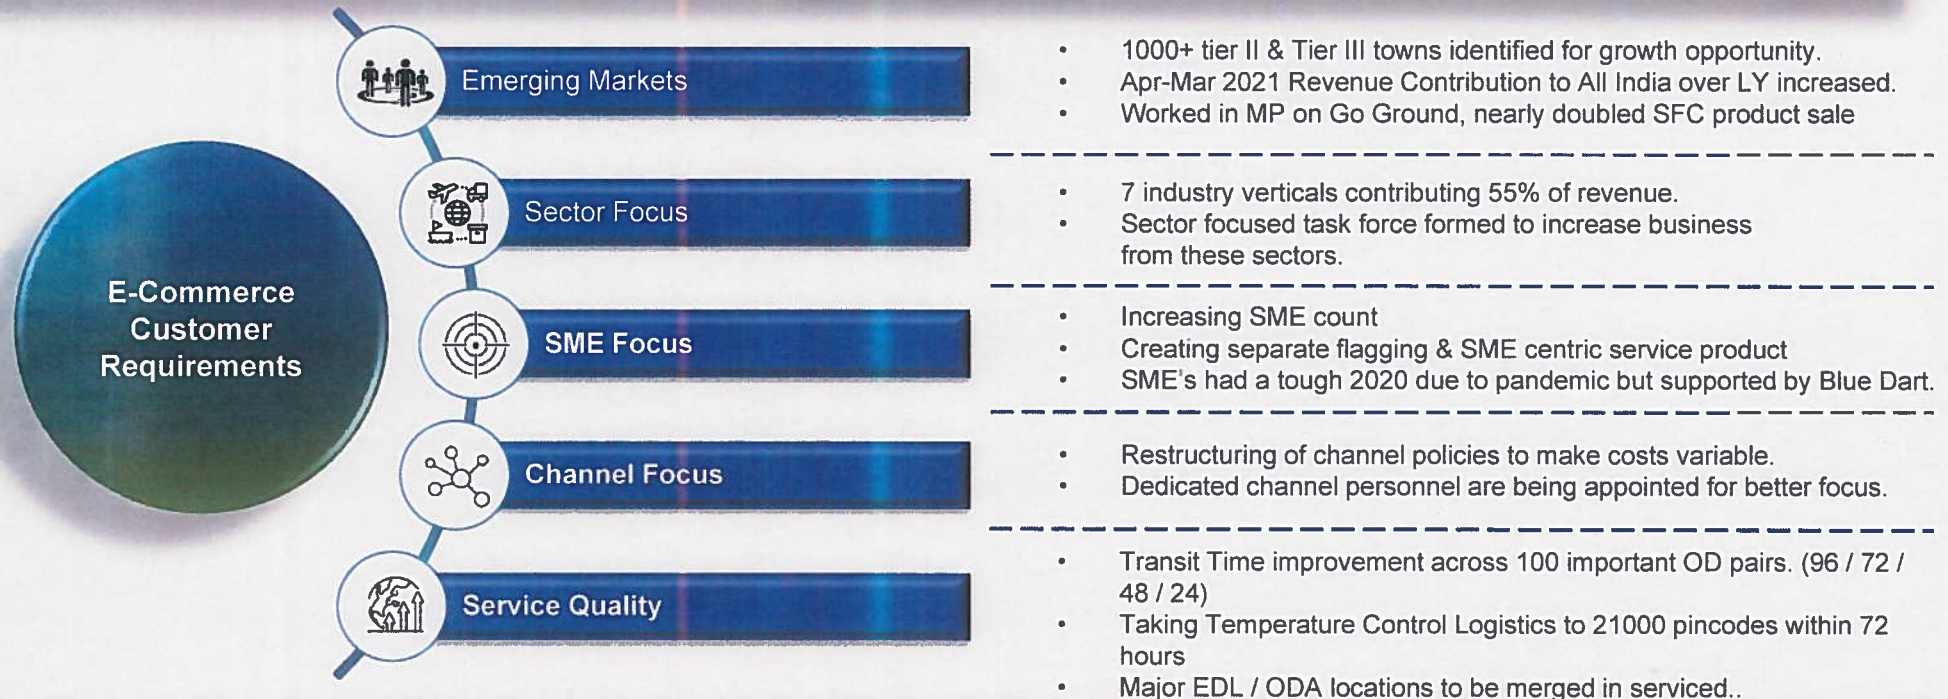 E-Commerce
Customer
Requirements
Emerging Markets
• 1000+ tier II & Tier III towns identified for growth opportunity.
• Apr-Mar 2021 Revenue Contribution to All India over LY increased.
• Worked in MP on Go Ground, nearly doubled SFC product sale
Sector Focus
• 7 industry verticals contributing 55% of revenue.
• Sector focused task force formed to increase business
from these sectors.
SME Focus
• Increasing SME count
• Creating separate flagging & SME centric service product
• SME's had a tough 2020 due to pandemic but supported by Blue Dart.
Channel Focus
• Restructuring of channel policies to make costs variable.
• Dedicated channel personnel are being appointed for better focus.
Service Quality
• Transit Time improvement across 100 important OD pairs. (96 / 72 /
48 / 24)
• Taking Temperature Control Logistics to 21000 pincodes within 72
hours
• Major EDL / ODA locations to be merged in serviced..